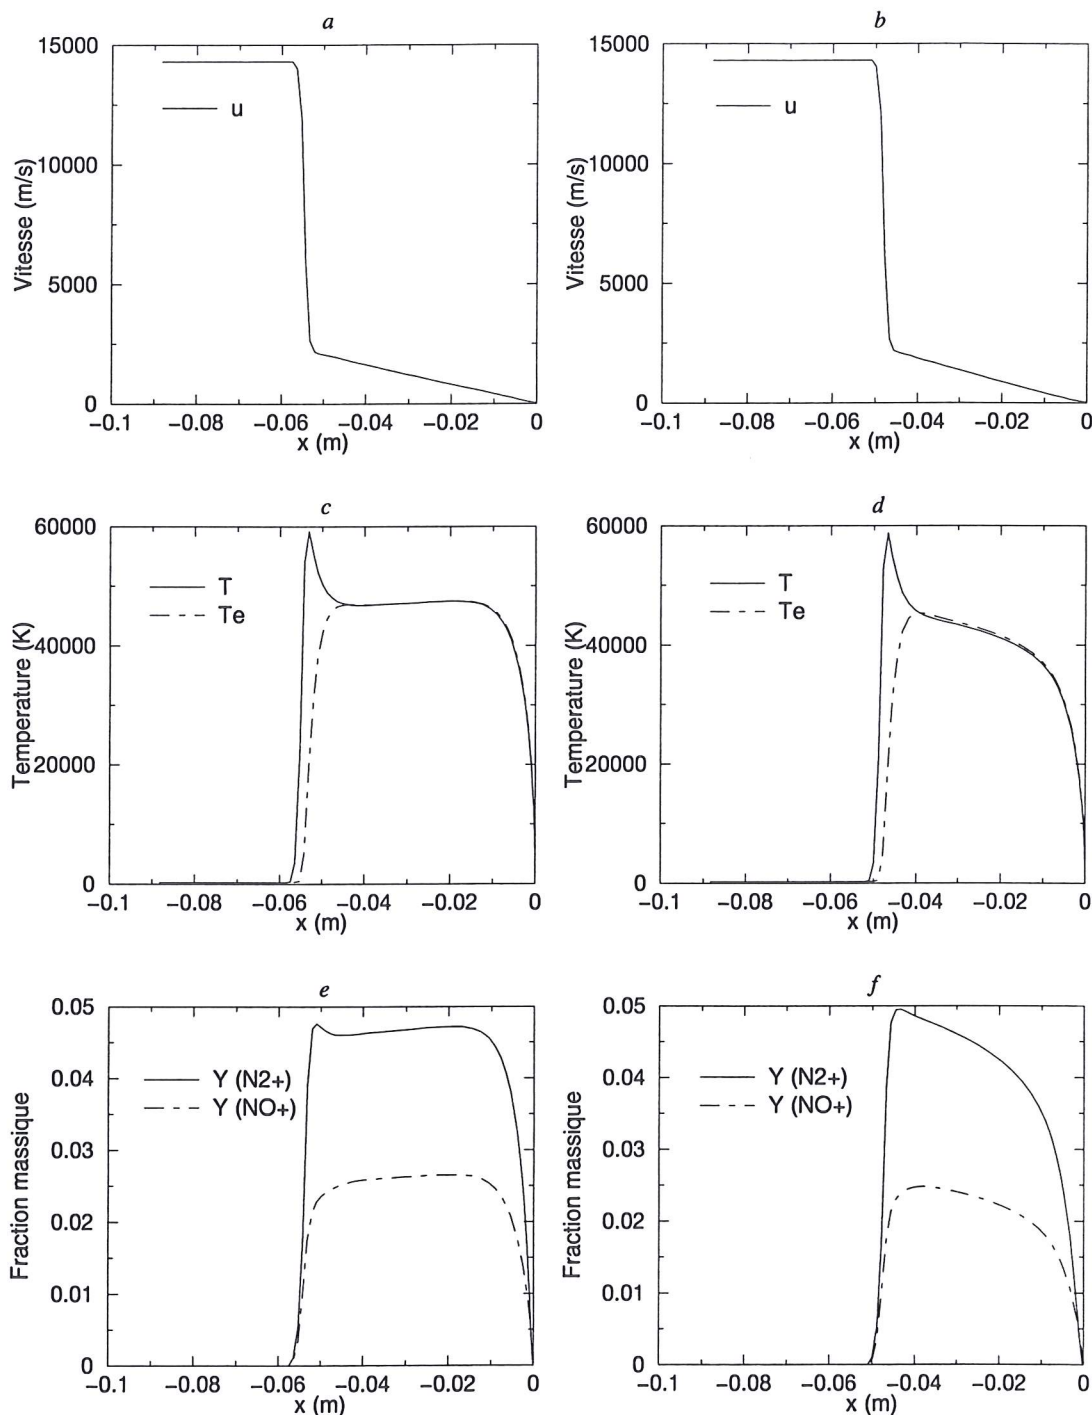 a
15000
10000
5000
0
Vitesse (m/s)
u
−0.1 −0.08 −0.06 −0.04 −0.02 0
x (m)
b
15000
10000
5000
0
Vitesse (m/s)
u
−0.1 −0.08 −0.06 −0.04 −0.02 0
x (m)
c
60000
40000
20000
0
Temperature (K)
T
Te
−0.1 −0.08 −0.06 −0.04 −0.02 0
x (m)
d
60000
40000
20000
0
Temperature (K)
T
Te
−0.1 −0.08 −0.06 −0.04 −0.02 0
x (m)
e
0.05
0.04
0.03
0.02
0.01
0
Fraction massique
Y (N2+)
Y (NO+)
−0.1 −0.08 −0.06 −0.04 −0.02 0
x (m)
f
0.05
0.04
0.03
0.02
0.01
0
Fraction massique
Y (N2+)
Y (NO+)
−0.1 −0.08 −0.06 −0.04 −0.02 0
x (m)